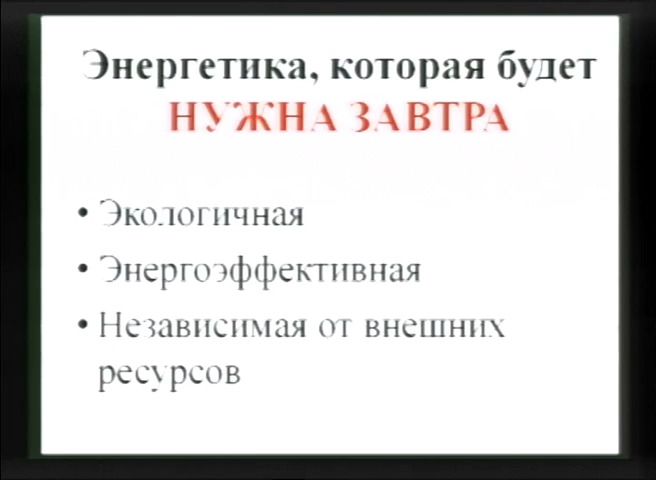 Энергетика, которая будет
НУЖНА ЗАВТРА
• Экологичная
• Энергоэффективная
• Независимая от внешних
ресурсов